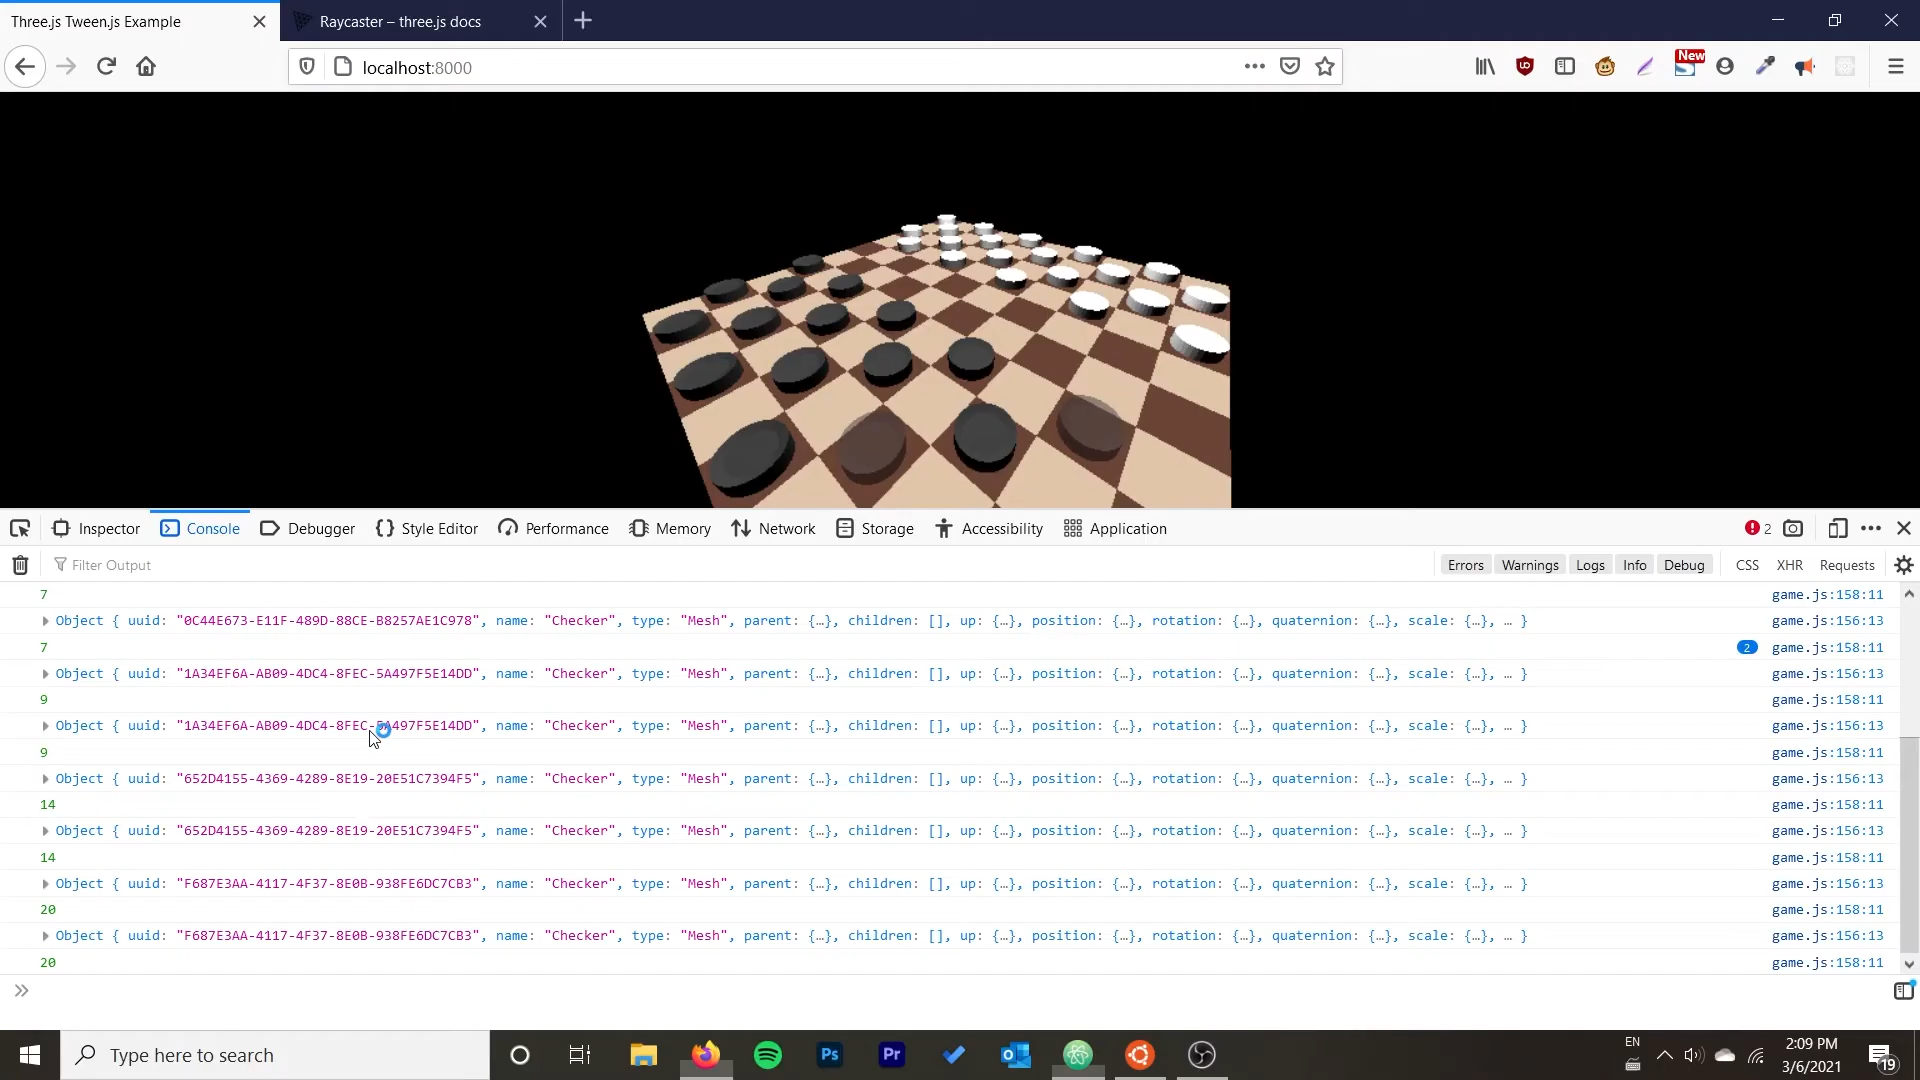 Three.js Tween.js Example
Raycaster – three.js docs
localhost:8000
New
Inspector Console Debugger Style Editor Performance Memory Network Storage Accessibility Application 2
Filter Output Errors Warnings Logs Info Debug CSS XHR Requests
7 game.js:158:11
Object { uuid: "0C44E673-E11F-489D-88CE-B8257AE1C978", name: "Checker", type: "Mesh", parent: {…}, children: [], up: {…}, position: {…}, rotation: {…}, quaternion: {…}, scale: {…}, … } game.js:156:13
7 2 game.js:158:11
Object { uuid: "1A34EF6A-AB09-4DC4-8FEC-5A497F5E14DD", name: "Checker", type: "Mesh", parent: {…}, children: [], up: {…}, position: {…}, rotation: {…}, quaternion: {…}, scale: {…}, … } game.js:156:13
9 game.js:158:11
Object { uuid: "1A34EF6A-AB09-4DC4-8FEC-5A497F5E14DD", name: "Checker", type: "Mesh", parent: {…}, children: [], up: {…}, position: {…}, rotation: {…}, quaternion: {…}, scale: {…}, … } game.js:156:13
9 game.js:158:11
Object { uuid: "652D4155-4369-4289-8E19-20E51C7394F5", name: "Checker", type: "Mesh", parent: {…}, children: [], up: {…}, position: {…}, rotation: {…}, quaternion: {…}, scale: {…}, … } game.js:156:13
14 game.js:158:11
Object { uuid: "652D4155-4369-4289-8E19-20E51C7394F5", name: "Checker", type: "Mesh", parent: {…}, children: [], up: {…}, position: {…}, rotation: {…}, quaternion: {…}, scale: {…}, … } game.js:156:13
14 game.js:158:11
Object { uuid: "F687E3AA-4117-4F37-8E0B-938FE6DC7CB3", name: "Checker", type: "Mesh", parent: {…}, children: [], up: {…}, position: {…}, rotation: {…}, quaternion: {…}, scale: {…}, … } game.js:156:13
20 game.js:158:11
Object { uuid: "F687E3AA-4117-4F37-8E0B-938FE6DC7CB3", name: "Checker", type: "Mesh", parent: {…}, children: [], up: {…}, position: {…}, rotation: {…}, quaternion: {…}, scale: {…}, … } game.js:156:13
20 game.js:158:11
Type here to search
Ps
Pr
EN
2:09 PM
3/6/2021
19